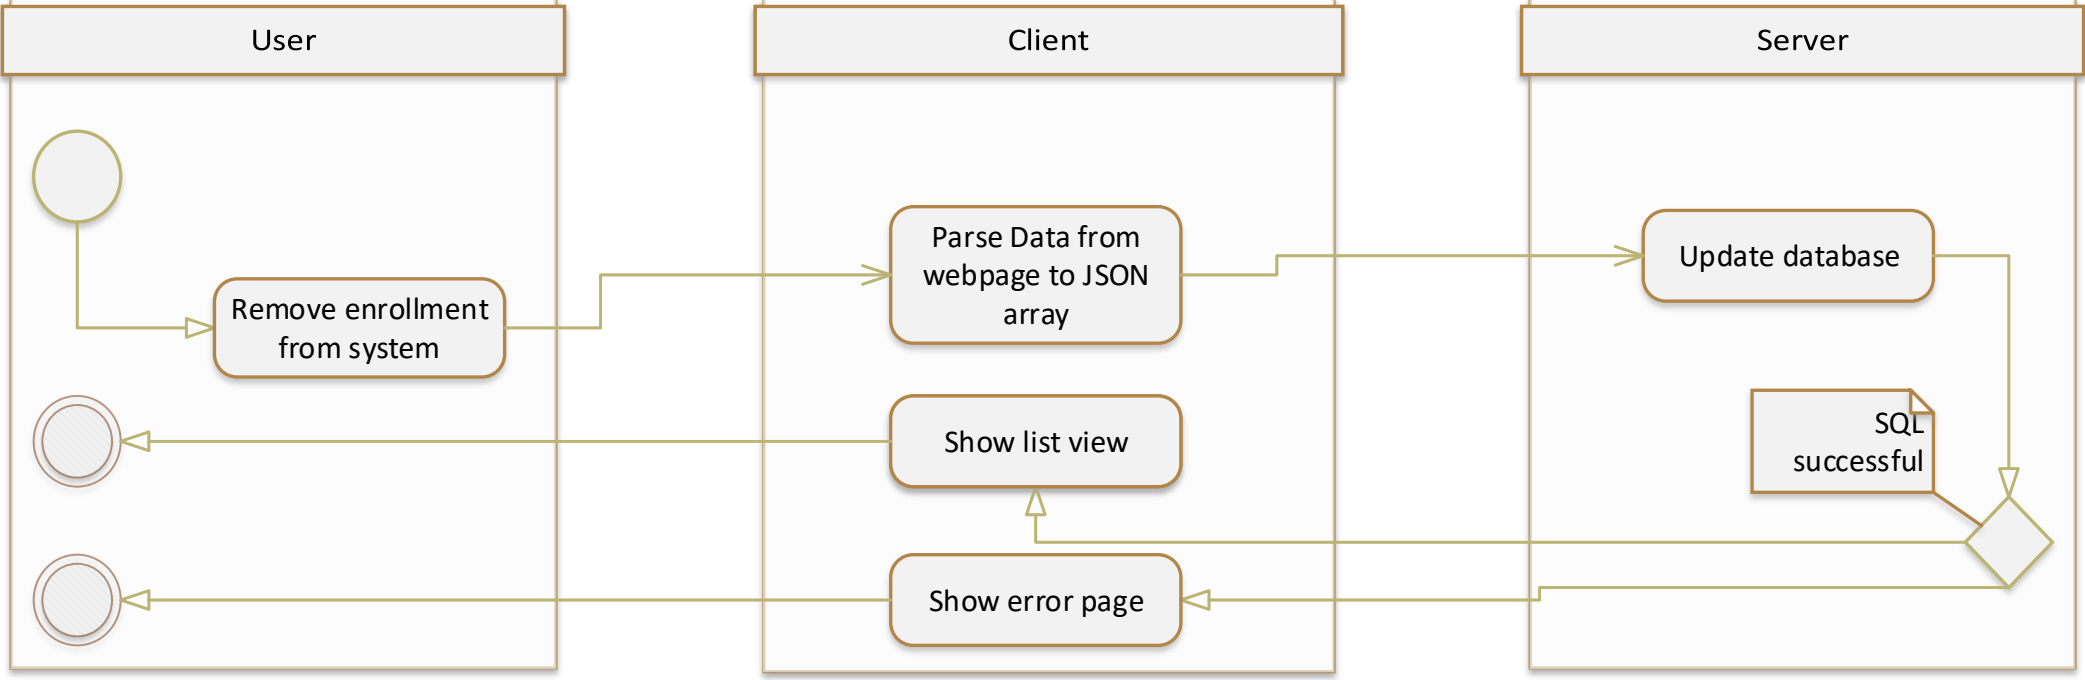 User
Client
Server
Remove enrollment
from system
Parse Data from
webpage to JSON
array
Update database
SQL
successful
Show list view
Show error page